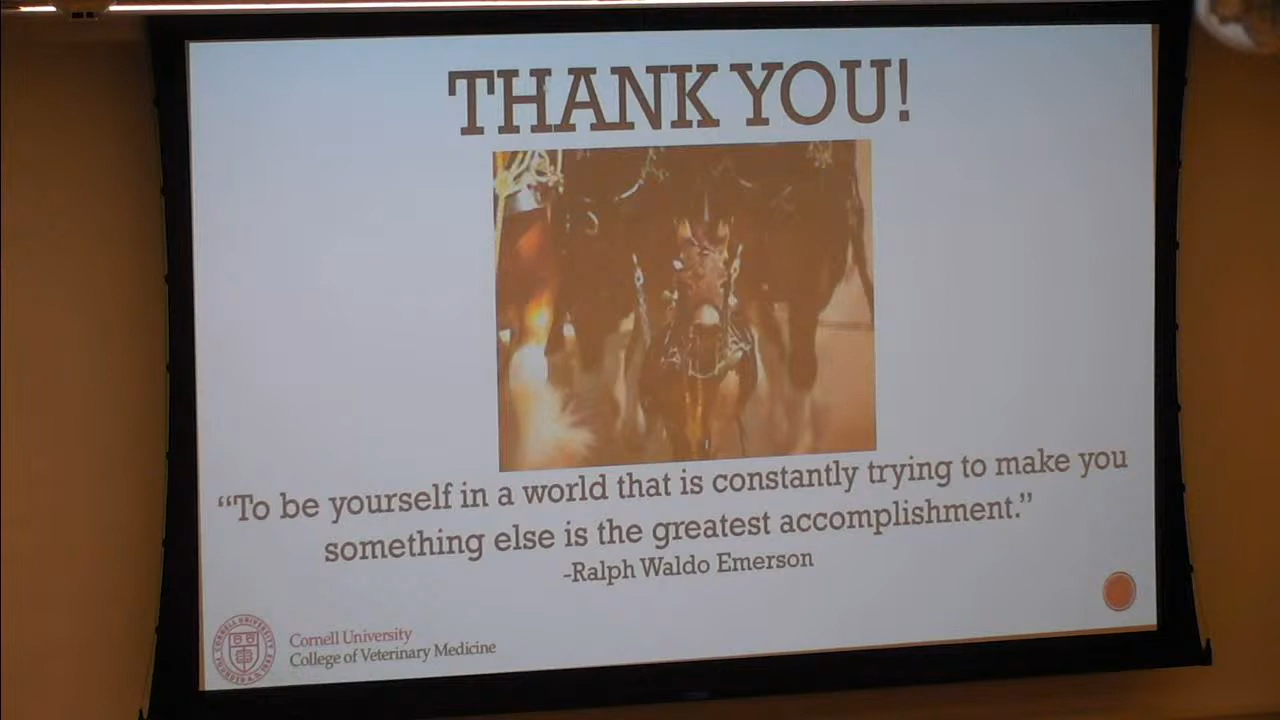 THANK YOU!
“To be yourself in a world that is constantly trying to make you
something else is the greatest accomplishment.”
-Ralph Waldo Emerson
Cornell University
College of Veterinary Medicine